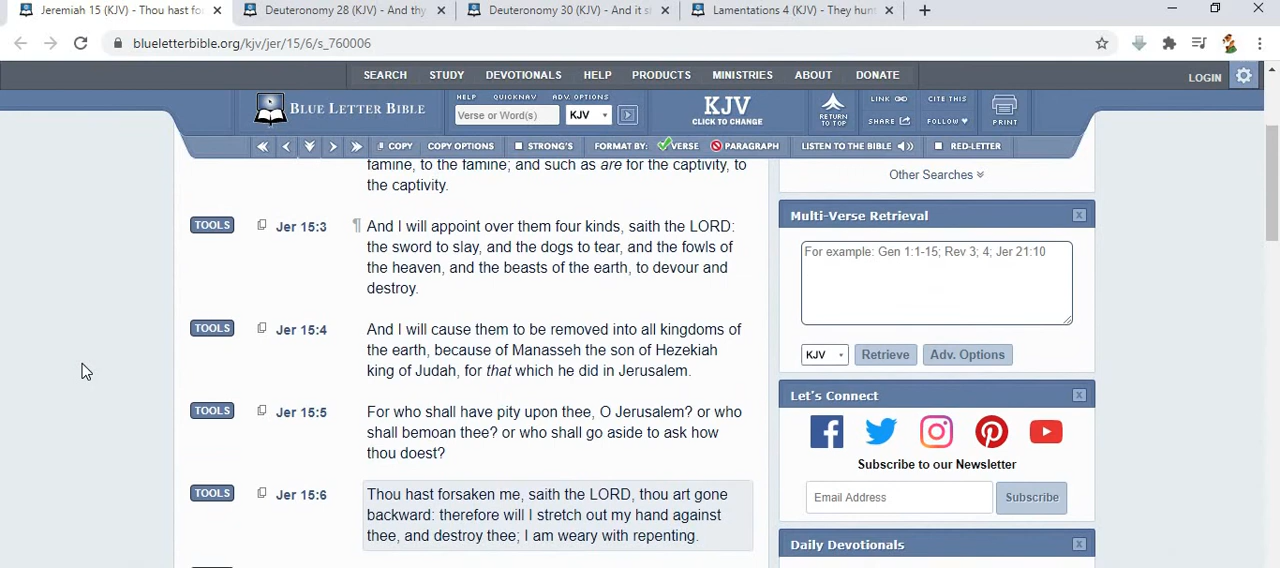 Jeremiah 15 (KJV) - Thou hast fo
Deuteronomy 28 (KJV) - And thy
Deuteronomy 30 (KJV) - And it s
Lamentations 4 (KJV) - They hun
blueletterbible.org/kjv/jer/15/6/s_760006
SEARCH STUDY DEVOTIONALS HELP PRODUCTS MINISTRIES ABOUT DONATE LOGIN
BLUE LETTER BIBLE
HELP QUICKNAV ADV. OPTIONS
Verse or Word(s) KJV
KJV
CLICK TO CHANGE
RETURN
TO TOP
LINK CITE THIS
SHARE FOLLOW
PRINT
COPY COPY OPTIONS STRONG'S FORMAT BY: VERSE PARAGRAPH LISTEN TO THE BIBLE RED-LETTER
famine, to the famine; and such as are for the captivity, to
the captivity.
TOOLS Jer 15:3 ¶ And I will appoint over them four kinds, saith the LORD:
the sword to slay, and the dogs to tear, and the fowls of
the heaven, and the beasts of the earth, to devour and
destroy.
TOOLS Jer 15:4 And I will cause them to be removed into all kingdoms of
the earth, because of Manasseh the son of Hezekiah
king of Judah, for that which he did in Jerusalem.
TOOLS Jer 15:5 For who shall have pity upon thee, O Jerusalem? or who
shall bemoan thee? or who shall go aside to ask how
thou doest?
TOOLS Jer 15:6 Thou hast forsaken me, saith the LORD, thou art gone
backward: therefore will I stretch out my hand against
thee, and destroy thee; I am weary with repenting.
Other Searches
Multi-Verse Retrieval X
For example: Gen 1:1-15; Rev 3; 4; Jer 21:10
KJV Retrieve Adv. Options
Let's Connect X
Subscribe to our Newsletter
Email Address Subscribe
Daily Devotionals X